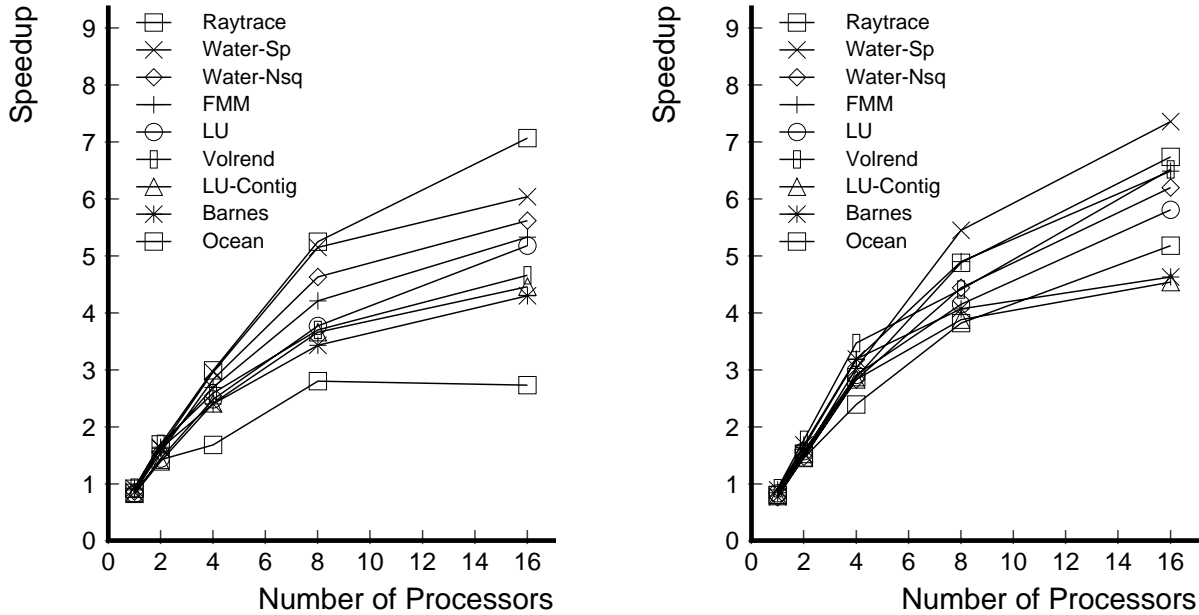 Speedup
9
8
7
6
5
4
3
2
1
0
Raytrace
Water-Sp
Water-Nsq
FMM
LU
Volrend
LU-Contig
Barnes
Ocean
0 2 4 6 8 10 12 14 16
Number of Processors
Speedup
9
8
7
6
5
4
3
2
1
0
Raytrace
Water-Sp
Water-Nsq
FMM
LU
Volrend
LU-Contig
Barnes
Ocean
0 2 4 6 8 10 12 14 16
Number of Processors